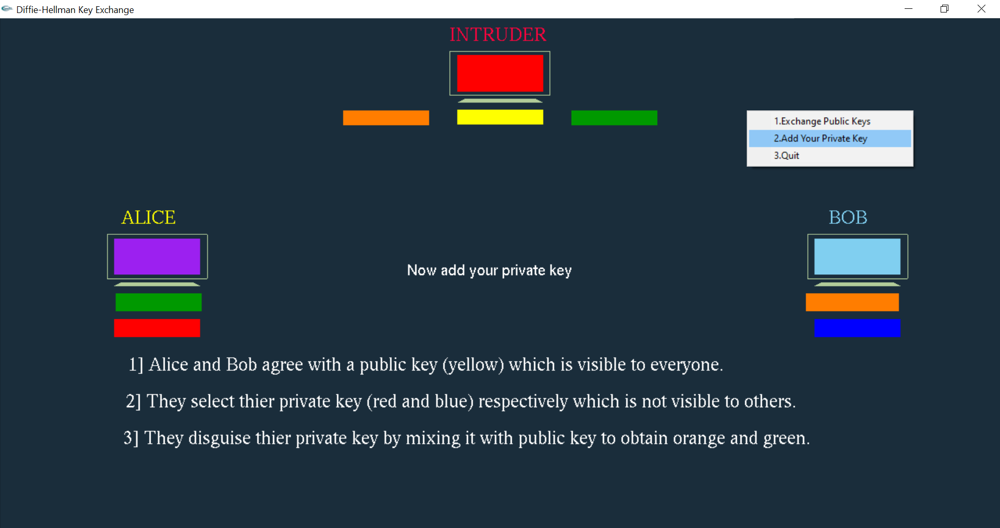 Diffie-Hellman Key Exchange
INTRUDER
1.Exchange Public Keys
2.Add Your Private Key
3.Quit
ALICE
BOB
Now add your private key
1] Alice and Bob agree with a public key (yellow) which is visible to everyone.
2] They select thier private key (red and blue) respectively which is not visible to others.
3] They disguise thier private key by mixing it with public key to obtain orange and green.